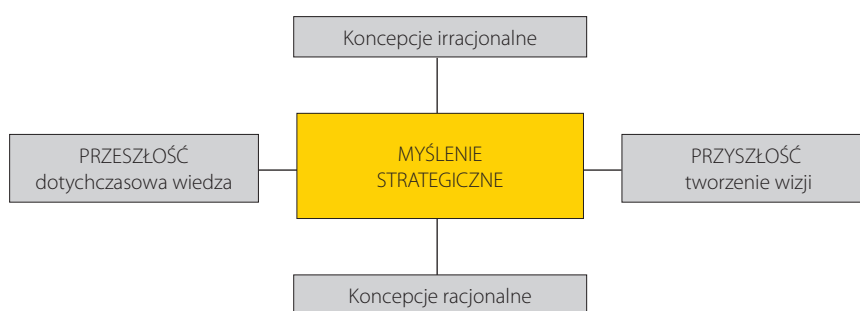 Koncepcje irracjonalne
PRZESZŁOŚĆ
dotychczasowa wiedza
MYŚLENIE
STRATEGICZNE
PRZYSZŁOŚĆ
tworzenie wizji
Koncepcje racjonalne